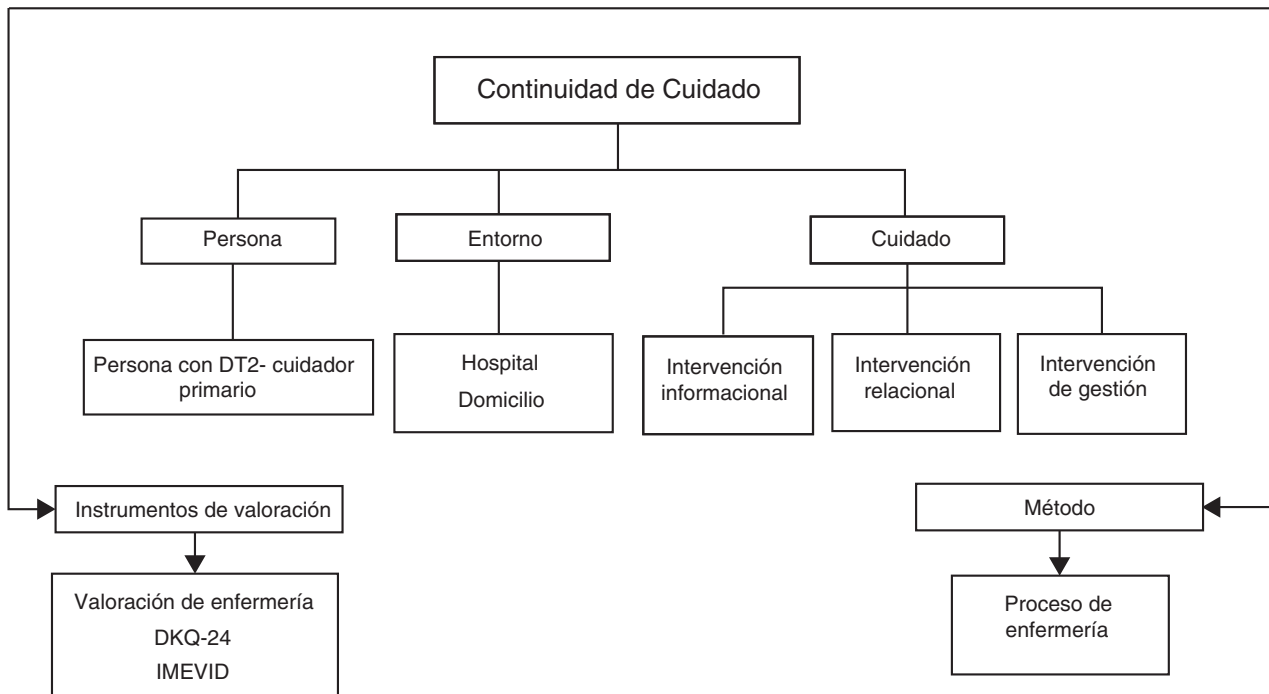 Continuidad de Cuidado
Persona
Entorno
Cuidado
Persona con DT2- cuidador
primario
Hospital
Domicilio
Intervención
informacional
Intervención
relacional
Intervención
de gestión
Instrumentos de valoración
Método
Valoración de enfermería
DKQ-24
IMEVID
Proceso de
enfermería